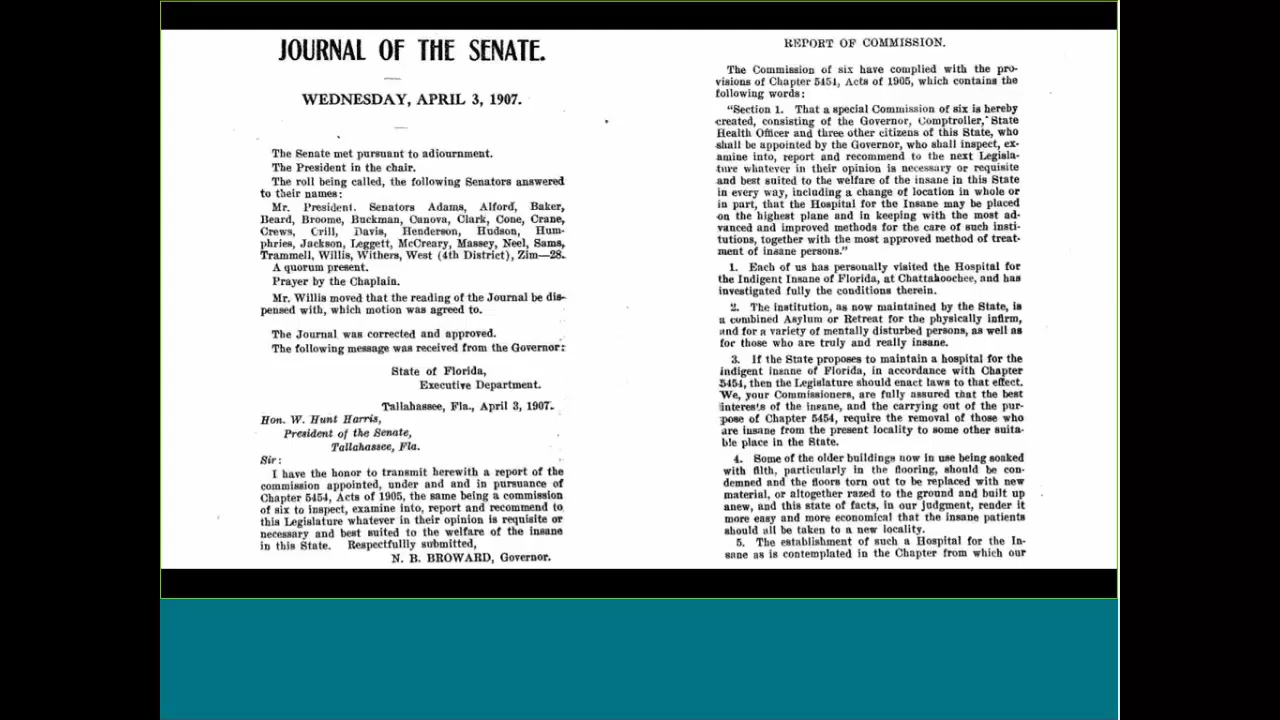 JOURNAL OF THE SENATE.
WEDNESDAY, APRIL 3, 1907.
The Senate met pursuant to adiournment.
The President in the chair.
The roll being called, the following Senators answered
to their names:
Mr. President. Senators Adams, Alford, Baker,
Beard, Broome, Buckman, Canova, Clark, Cone, Crane,
Crews, Crill, Davis, Henderson, Hudson, Hum-
phries, Jackson, Leggett, McCreary, Massey, Neel, Sams,
Trammell, Willis, Withers, West (4th District), Zim—28.
A quorum present.
Prayer by the Chaplain.
Mr. Willis moved that the reading of the Journal be dis-
pensed with, which motion was agreed to.
The Journal was corrected and approved.
The following message was received from the Governor:
State of Florida,
Executive Department.
Tallahassee, Fla., April 3, 1907.
Hon. W. Hunt Harris,
President of the Senate,
Tallahassee, Fla.
Sir:
I have the honor to transmit herewith a report of the
commission appointed, under and and in pursuance of
Chapter 5454, Acts of 1905, the same being a commission
of six to inspect, examine into, report and recommend to
this Legislature whatever in their opinion is requisite or
necessary and best suited to the welfare of the insane
in this State. Respectfully submitted,
N. B. BROWARD, Governor.
REPORT OF COMMISSION.
The Commission of six have complied with the pro-
visions of Chapter 5451, Acts of 1905, which contains the
following words:
"Section 1. That a special Commission of six is hereby
created, consisting of the Governor, Comptroller, State
Health Officer and three other citizens of this State, who
shall be appointed by the Governor, who shall inspect, ex-
amine into, report and recommend to the next Legisla-
ture whatever in their opinion is necessary or requisite
and best suited to the welfare of the insane in this State
in every way, including a change of location in whole or
in part, that the Hospital for the Insane may be placed
on the highest plane and in keeping with the most ad-
vanced and improved methods for the care of such insti-
tutions, together with the most approved method of treat-
ment of insane persons."
1. Each of us has personally visited the Hospital for
the Indigent Insane of Florida, at Chattahoochee, and has
investigated fully the conditions therein.
2. The institution, as now maintained by the State, is
a combined Asylum or Retreat for the physically infirm,
and for a variety of mentally disturbed persons, as well as
for those who are truly and really insane.
3. If the State proposes to maintain a hospital for the
indigent insane of Florida, in accordance with Chapter
5454, then the Legislature should enact laws to that effect.
We, your Commissioners, are fully assured that the best
interests of the insane, and the carrying out of the pur-
pose of Chapter 5454, require the removal of those who
are insane from the present locality to some other suita-
ble place in the State.
4. Some of the older buildings now in use being soaked
with filth, particularly in the flooring, should be con-
demned and the floors torn out to be replaced with new
material, or altogether razed to the ground and built up
anew, and this state of facts, in our judgment, render it
more easy and more economical that the insane patients
should all be taken to a new locality.
5. The establishment of such a Hospital for the In-
sane as is contemplated in the Chapter from which our